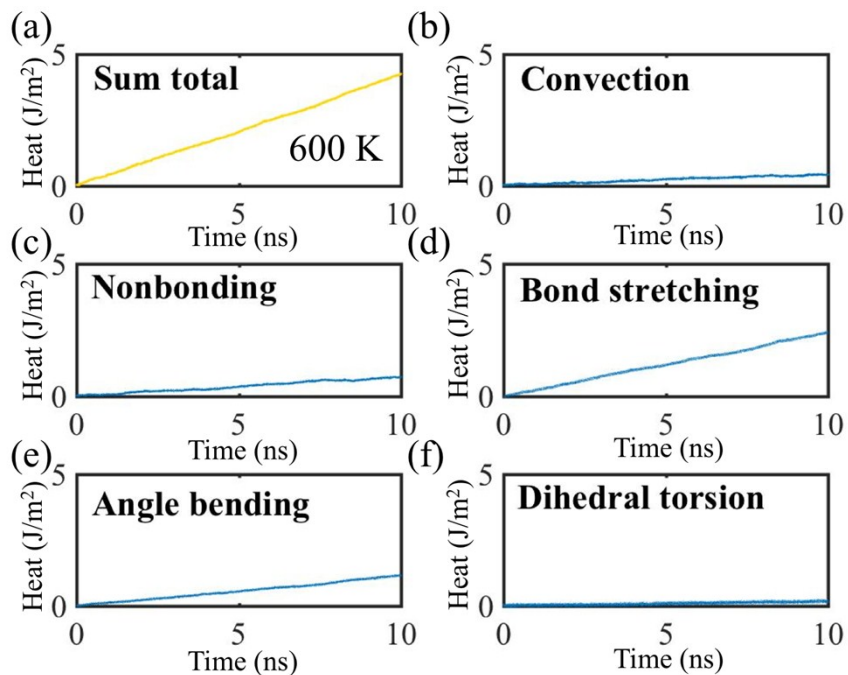 (a)
Sum total
600 K
Heat (J/m²)
5
0
0 5 10
Time (ns)
(b)
Convection
Heat (J/m²)
5
0
0 5 10
Time (ns)
(c)
Nonbonding
Heat (J/m²)
5
0
0 5 10
Time (ns)
(d)
Bond stretching
Heat (J/m²)
5
0
0 5 10
Time (ns)
(e)
Angle bending
Heat (J/m²)
5
0
0 5 10
Time (ns)
(f)
Dihedral torsion
Heat (J/m²)
5
0
0 5 10
Time (ns)